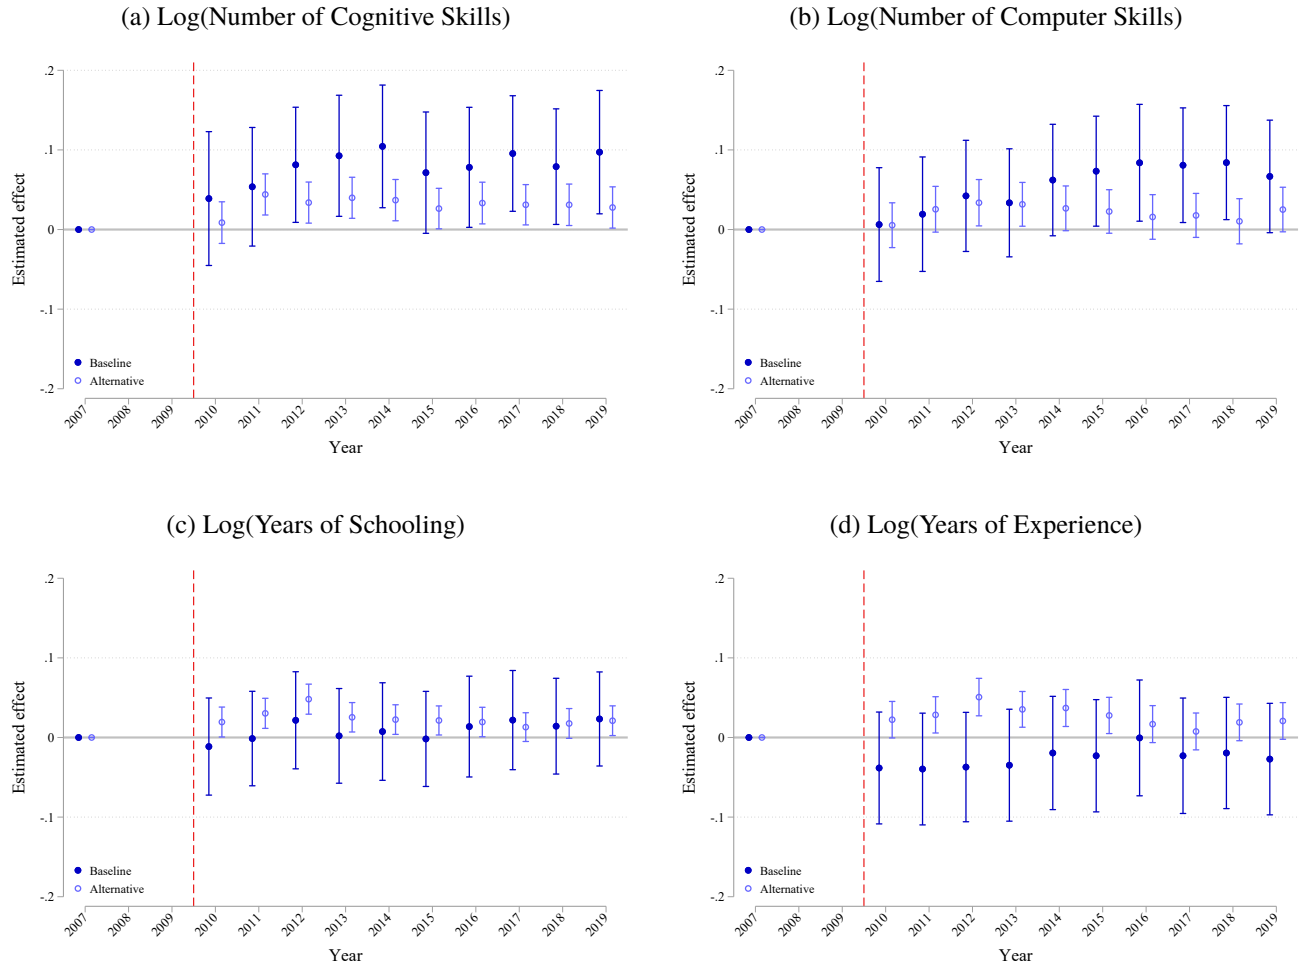 (a) Log(Number of Cognitive Skills)
.2
.1
0
-.1
-.2
Estimated effect
Baseline
Alternative
2007 2008 2009 2010 2011 2012 2013 2014 2015 2016 2017 2018 2019
Year
(b) Log(Number of Computer Skills)
.2
.1
0
-.1
-.2
Estimated effect
Baseline
Alternative
2007 2008 2009 2010 2011 2012 2013 2014 2015 2016 2017 2018 2019
Year
(c) Log(Years of Schooling)
.2
.1
0
-.1
-.2
Estimated effect
Baseline
Alternative
2007 2008 2009 2010 2011 2012 2013 2014 2015 2016 2017 2018 2019
Year
(d) Log(Years of Experience)
.2
.1
0
-.1
-.2
Estimated effect
Baseline
Alternative
2007 2008 2009 2010 2011 2012 2013 2014 2015 2016 2017 2018 2019
Year